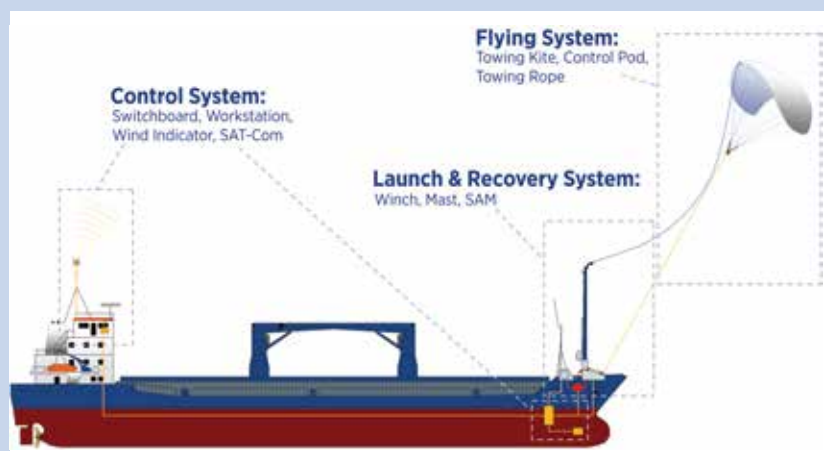 Flying System:
Towing Kite, Control Pod,
Towing Rope
Control System:
Switchboard, Workstation,
Wind Indicator, SAT-Com
Launch & Recovery System:
Winch, Mast, SAM